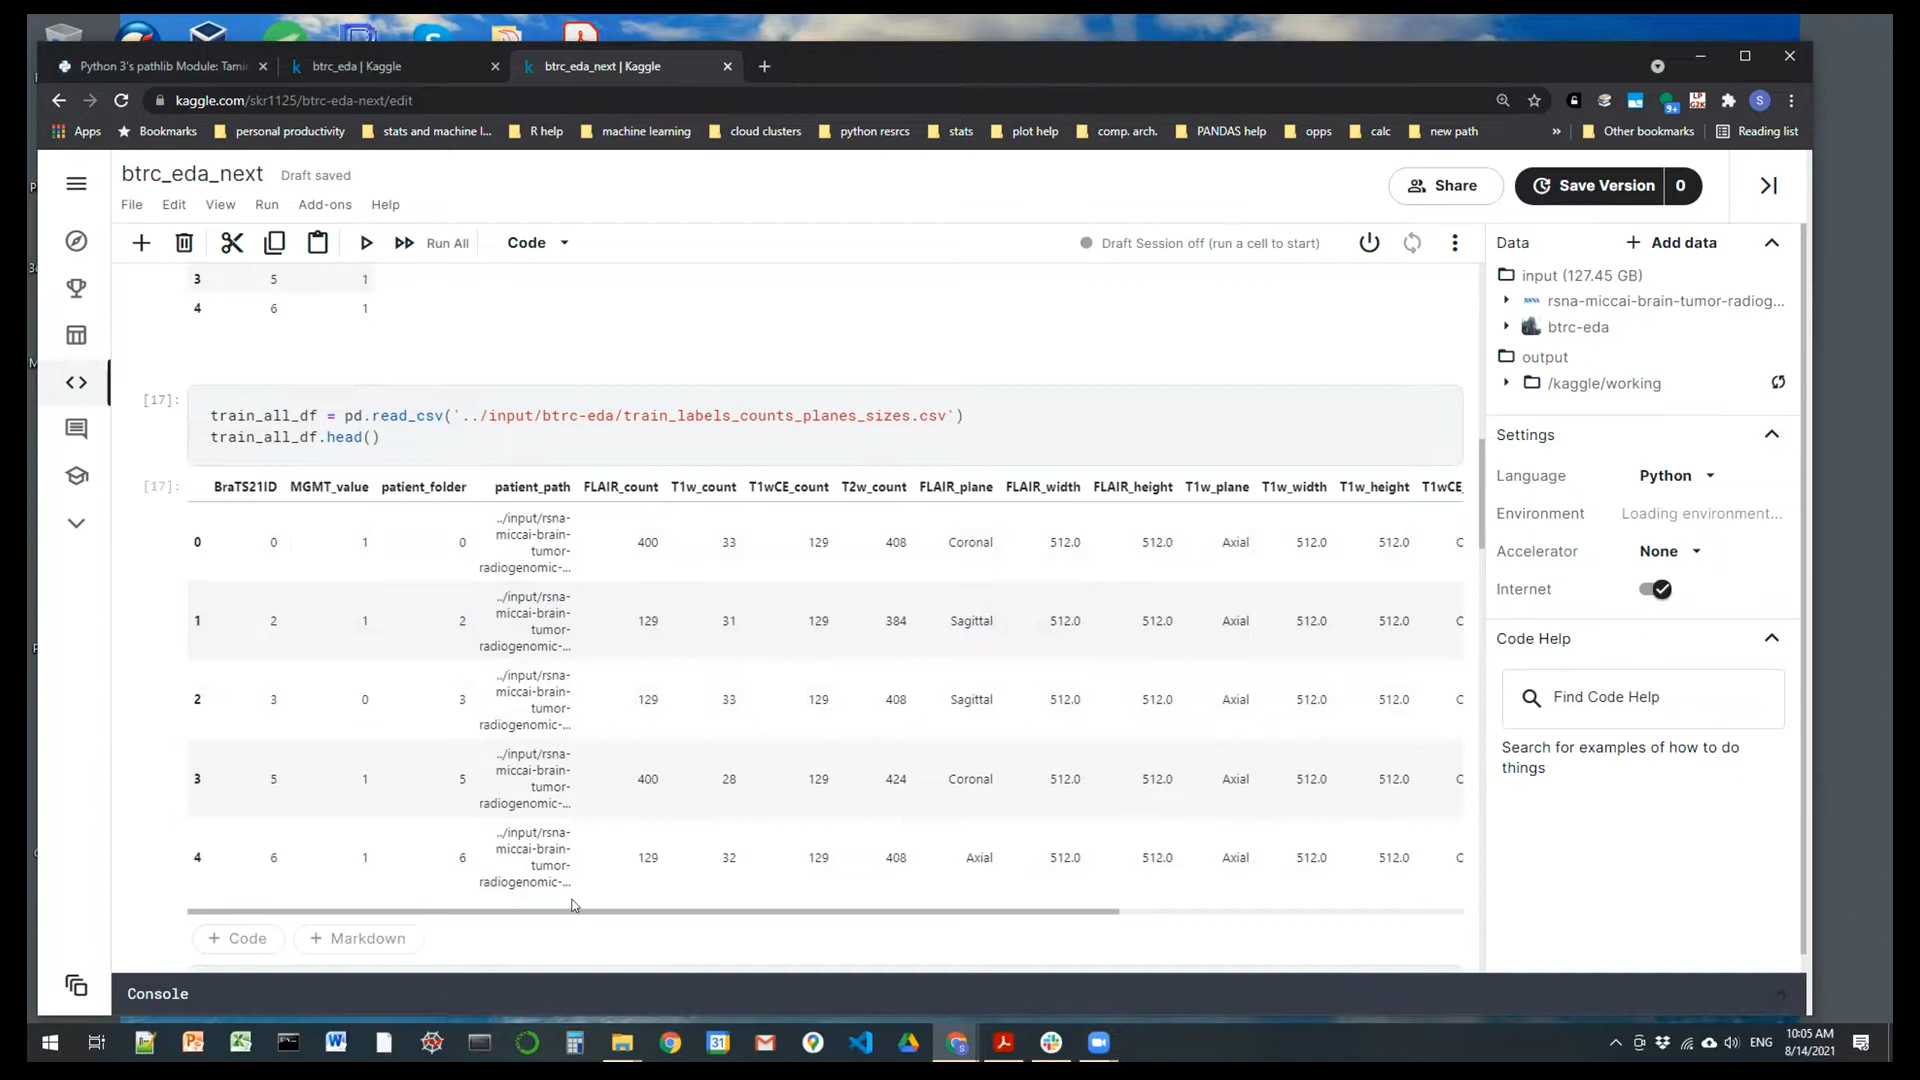 Python 3's pathlib Module: Tami
btrc_eda | Kaggle
btrc_eda_next | Kaggle
kaggle.com/skr1125/btrc-eda-next/edit
Apps Bookmarks personal productivity stats and machine l... R help machine learning cloud clusters python resrcs stats plot help comp. arch. PANDAS help opps calc new path » Other bookmarks Reading list
btrc_eda_next Draft saved
File Edit View Run Add-ons Help
Share
Save Version 0
Run All Code
Draft Session off (run a cell to start)
3 5 1
4 6 1
[17]:
train_all_df = pd.read_csv('../input/btrc-eda/train_labels_counts_planes_sizes.csv')
train_all_df.head()
[17]:
BraTS21ID MGMT_value patient_folder patient_path FLAIR_count T1w_count T1wCE_count T2w_count FLAIR_plane FLAIR_width FLAIR_height T1w_plane T1w_width T1w_height T1wCE_
0 0 1 0 ../input/rsna-
miccai-brain-
tumor-
radiogenomic-...
400 33 129 408 Coronal 512.0 512.0 Axial 512.0 512.0 C
1 2 1 2 ../input/rsna-
miccai-brain-
tumor-
radiogenomic-...
129 31 129 384 Sagittal 512.0 512.0 Axial 512.0 512.0 C
2 3 0 3 ../input/rsna-
miccai-brain-
tumor-
radiogenomic-...
129 33 129 408 Sagittal 512.0 512.0 Axial 512.0 512.0 C
3 5 1 5 ../input/rsna-
miccai-brain-
tumor-
radiogenomic-...
400 28 129 424 Coronal 512.0 512.0 Axial 512.0 512.0 C
4 6 1 6 ../input/rsna-
miccai-brain-
tumor-
radiogenomic-...
129 32 129 408 Axial 512.0 512.0 Axial 512.0 512.0 C
+ Code + Markdown
Console
Data + Add data
input (127.45 GB)
rsna-miccai-brain-tumor-radiog...
btrc-eda
output
/kaggle/working
Settings
Language Python
Environment Loading environment...
Accelerator None
Internet
Code Help
Find Code Help
Search for examples of how to do
things
ENG
10:05 AM
8/14/2021